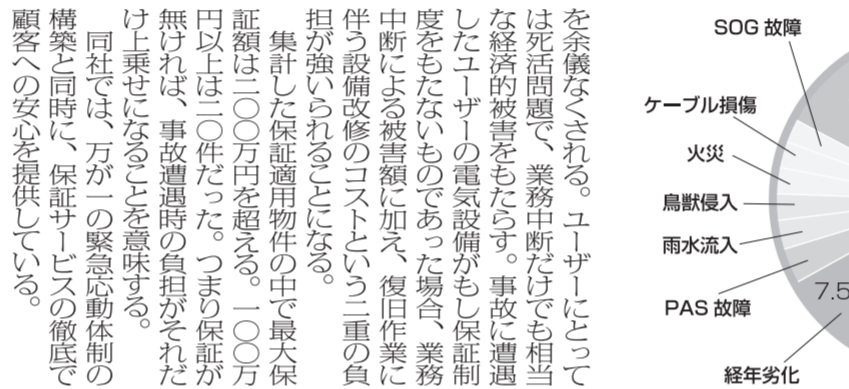 を余儀なくされる。ユーザーにとって
は死活問題で、業務中断だけでも相当
な経済的被害をもたらす。事故に遭遇
したユーザーの電気設備がもし保証制
度をもたないものであった場合、業務
中断による被害額に加え、復旧作業に
伴う設備改修のコストという二重の負
担が強いられることになる。
集計した保証適用物件の中で最大保
証額は二〇〇万円を超える。一〇〇万
円以上は二〇件だった。つまり保証が
無ければ、事故遭遇時の負担がそれだ
け上乗せになることを意味する。
同社では、万が一の緊急応動体制の
構築と同時に、保証サービスの徹底で
顧客への安心を提供している。
SOG 故障
ケーブル損傷
火災
鳥獣侵入
雨水流入
PAS 故障
7.5
経年劣化